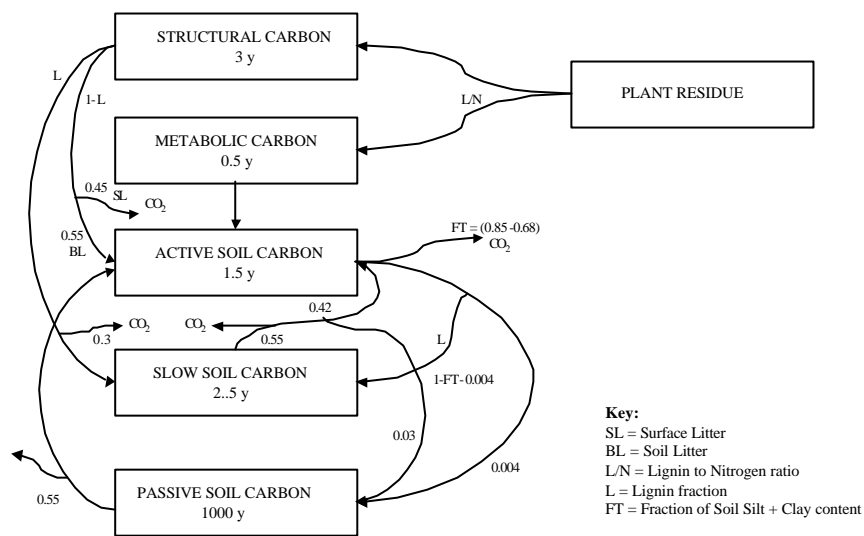 STRUCTURAL CARBON
3 y
PLANT RESIDUE
L
1-L
L/N
METABOLIC CARBON
0.5 y
0.45
SL
CO2
0.55
BL
ACTIVE SOIL CARBON
1.5 y
FT = (0.85 -0.68)
CO2
0.42
CO2
CO2
0.3
0.55
L
SLOW SOIL CARBON
2..5 y
1-FT- 0.004
0.03
0.004
PASSIVE SOIL CARBON
1000 y
0.55
Key:
SL = Surface Litter
BL = Soil Litter
L/N = Lignin to Nitrogen ratio
L = Lignin fraction
FT = Fraction of Soil Silt + Clay content